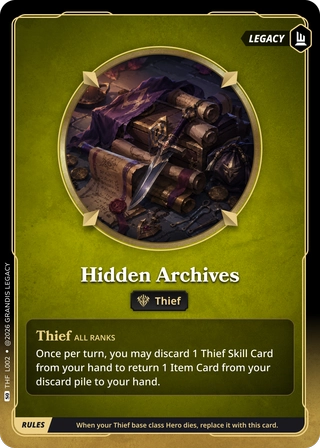 LEGACY
Hidden Archives
Thief
Thief ALL RANKS
Once per turn, you may discard 1 Thief Skill Card
from your hand to return 1 Item Card from your
discard pile to your hand.
RULES
When your Thief base class Hero dies, replace it with this card.
THF L002 • @2026 GRANDIS LEGACY